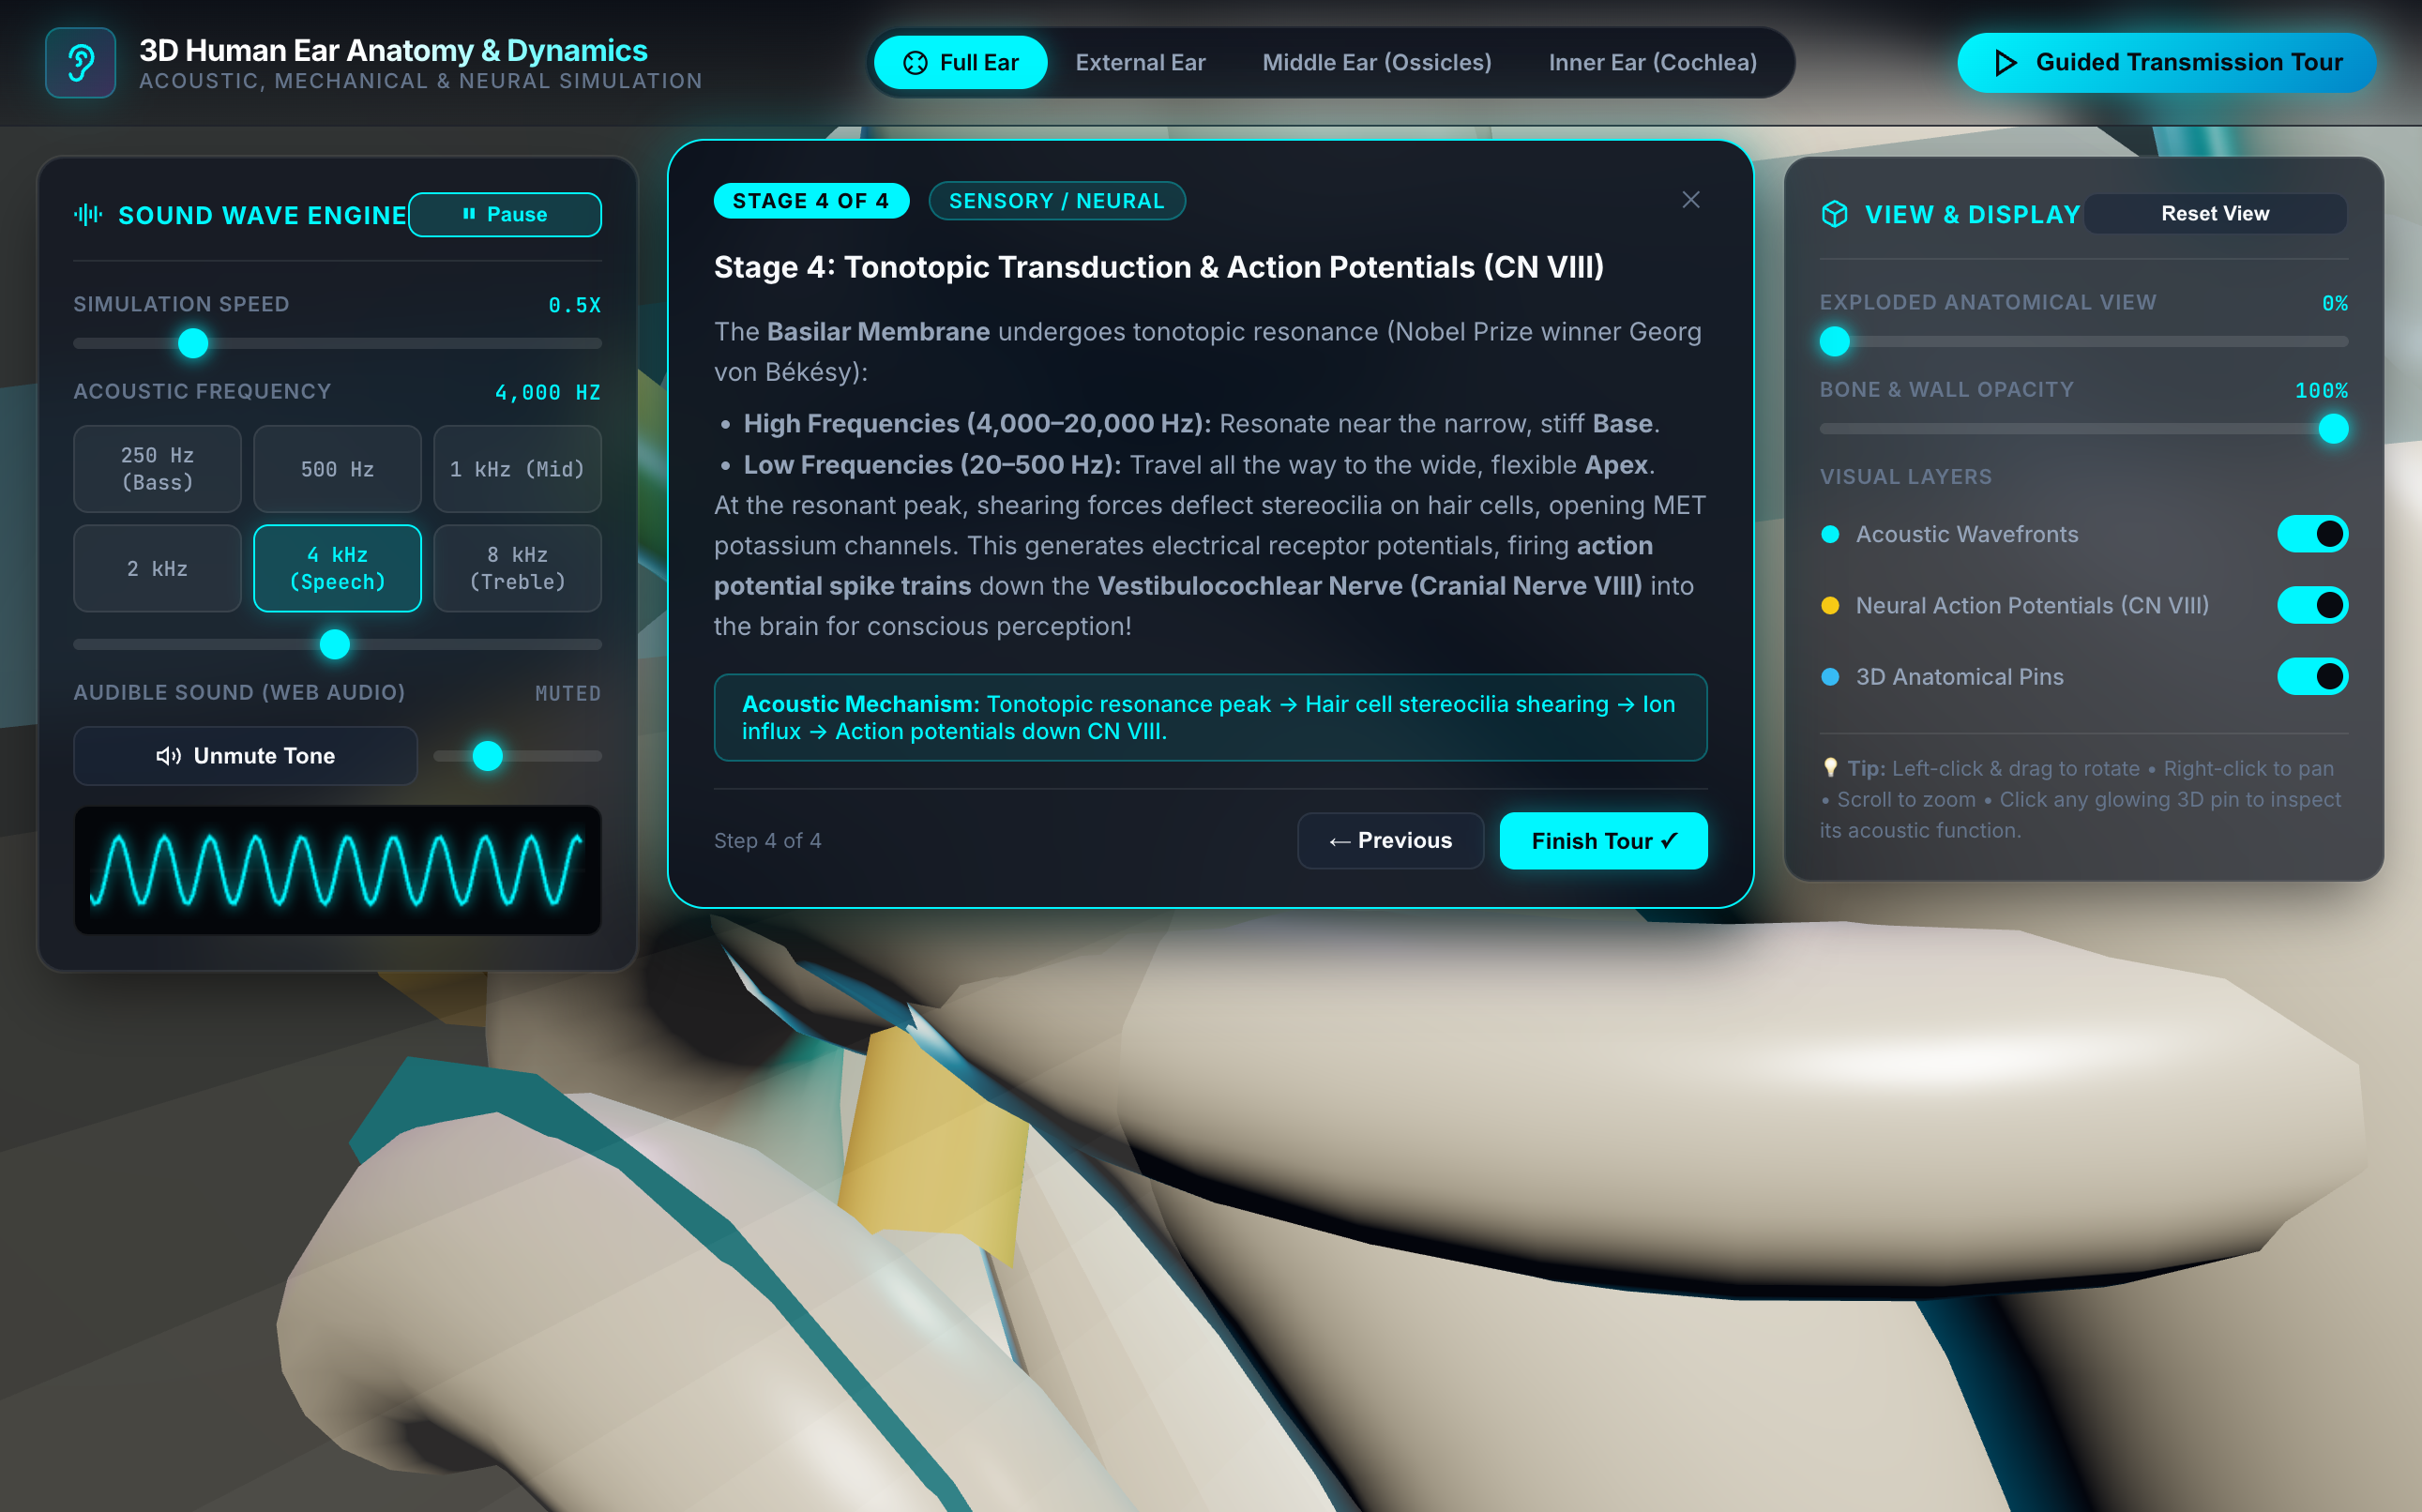 3D Human Ear Anatomy & Dynamics
ACOUSTIC, MECHANICAL & NEURAL SIMULATION
Full Ear
External Ear
Middle Ear (Ossicles)
Inner Ear (Cochlea)
Guided Transmission Tour
SOUND WAVE ENGINE
Pause
SIMULATION SPEED
0.5X
ACOUSTIC FREQUENCY
4,000 HZ
250 Hz
(Bass)
500 Hz
1 kHz (Mid)
2 kHz
4 kHz
(Speech)
8 kHz
(Treble)
AUDIBLE SOUND (WEB AUDIO)
MUTED
Unmute Tone
STAGE 4 OF 4
SENSORY / NEURAL
Stage 4: Tonotopic Transduction & Action Potentials (CN VIII)
The Basilar Membrane undergoes tonotopic resonance (Nobel Prize winner Georg
von Békésy):
• High Frequencies (4,000–20,000 Hz): Resonate near the narrow, stiff Base.
• Low Frequencies (20–500 Hz): Travel all the way to the wide, flexible Apex.
At the resonant peak, shearing forces deflect stereocilia on hair cells, opening MET
potassium channels. This generates electrical receptor potentials, firing action
potential spike trains down the Vestibulocochlear Nerve (Cranial Nerve VIII) into
the brain for conscious perception!
Acoustic Mechanism: Tonotopic resonance peak → Hair cell stereocilia shearing → Ion
influx → Action potentials down CN VIII.
Step 4 of 4
← Previous
Finish Tour ✓
VIEW & DISPLAY
Reset View
EXPLODED ANATOMICAL VIEW
0%
BONE & WALL OPACITY
100%
VISUAL LAYERS
Acoustic Wavefronts
Neural Action Potentials (CN VIII)
3D Anatomical Pins
💡 Tip: Left-click & drag to rotate • Right-click to pan
• Scroll to zoom • Click any glowing 3D pin to inspect
its acoustic function.